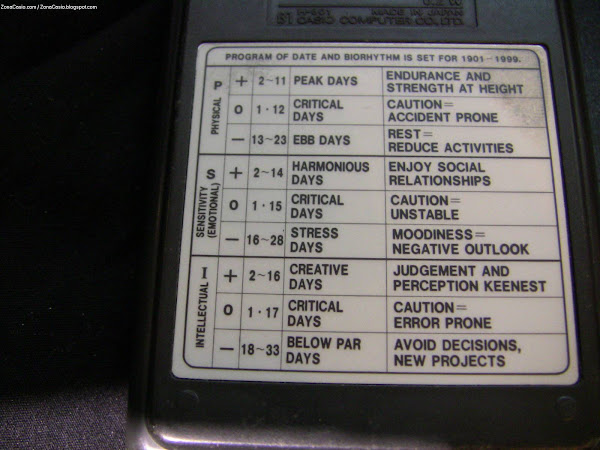 ZonaCasio.com / ZonaCasio.blogspot.com
MADE IN JAPAN
CASIO COMPUTER CO., LTD.
PROGRAM OF DATE AND BIORHYTHM IS SET FOR 1901~1999.
P PHYSICAL
+ 2~11 PEAK DAYS ENDURANCE AND
STRENGTH AT HEIGHT
O 1·12 CRITICAL DAYS CAUTION=
ACCIDENT PRONE
− 13~23 EBB DAYS REST=
REDUCE ACTIVITIES
S SENSITIVITY (EMOTIONAL)
+ 2~14 HARMONIOUS DAYS ENJOY SOCIAL
RELATIONSHIPS
O 1·15 CRITICAL DAYS CAUTION=
UNSTABLE
− 16~28 STRESS DAYS MOODINESS=
NEGATIVE OUTLOOK
I INTELLECTUAL
+ 2~16 CREATIVE DAYS JUDGEMENT AND
PERCEPTION KEENEST
O 1·17 CRITICAL DAYS CAUTION=
ERROR PRONE
− 18~33 BELOW PAR DAYS AVOID DECISIONS,
NEW PROJECTS